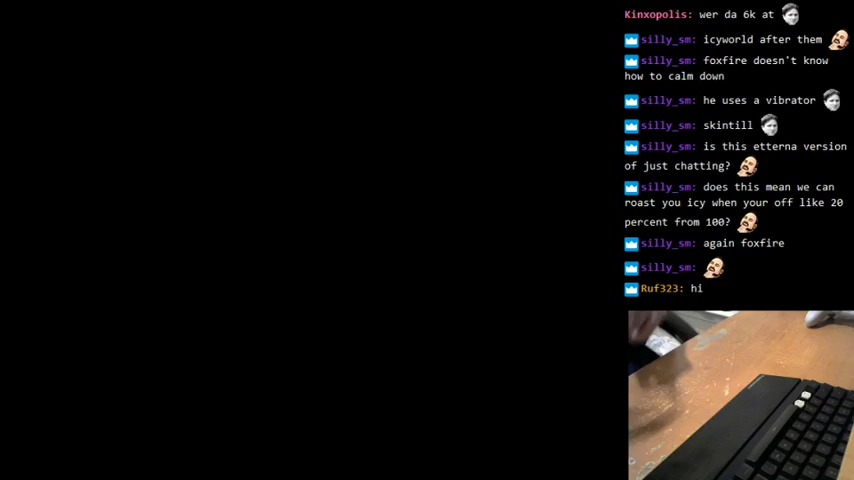 Kinxopolis: wer da 6k at
silly_sm: icyworld after them
silly_sm: foxfire doesn't know
how to calm down
silly_sm: he uses a vibrator
silly_sm: skintill
silly_sm: is this etterna version
of just chatting?
silly_sm: does this mean we can
roast you icy when your off like 20
percent from 100?
silly_sm: again foxfire
silly_sm:
Ruf323: hi